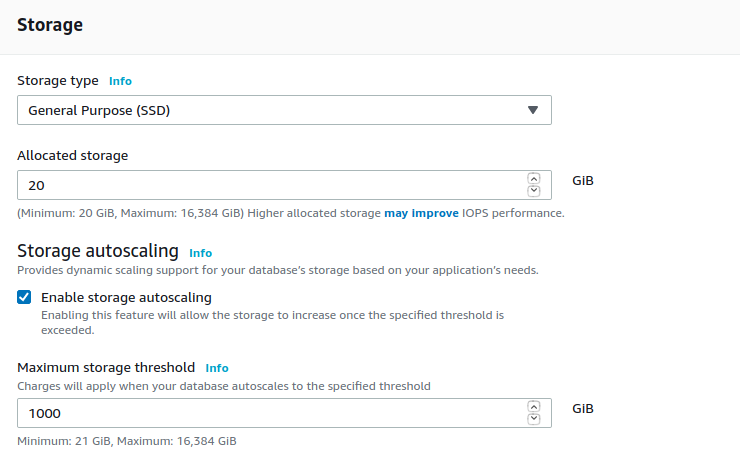 Storage
Storage type Info
General Purpose (SSD)
Allocated storage
20
GiB
(Minimum: 20 GiB, Maximum: 16,384 GiB) Higher allocated storage may improve IOPS performance.
Storage autoscaling Info
Provides dynamic scaling support for your database's storage based on your application's needs.
Enable storage autoscaling
Enabling this feature will allow the storage to increase once the specified threshold is
exceeded.
Maximum storage threshold Info
Charges will apply when your database autoscales to the specified threshold
1000
GiB
Minimum: 21 GiB, Maximum: 16,384 GiB